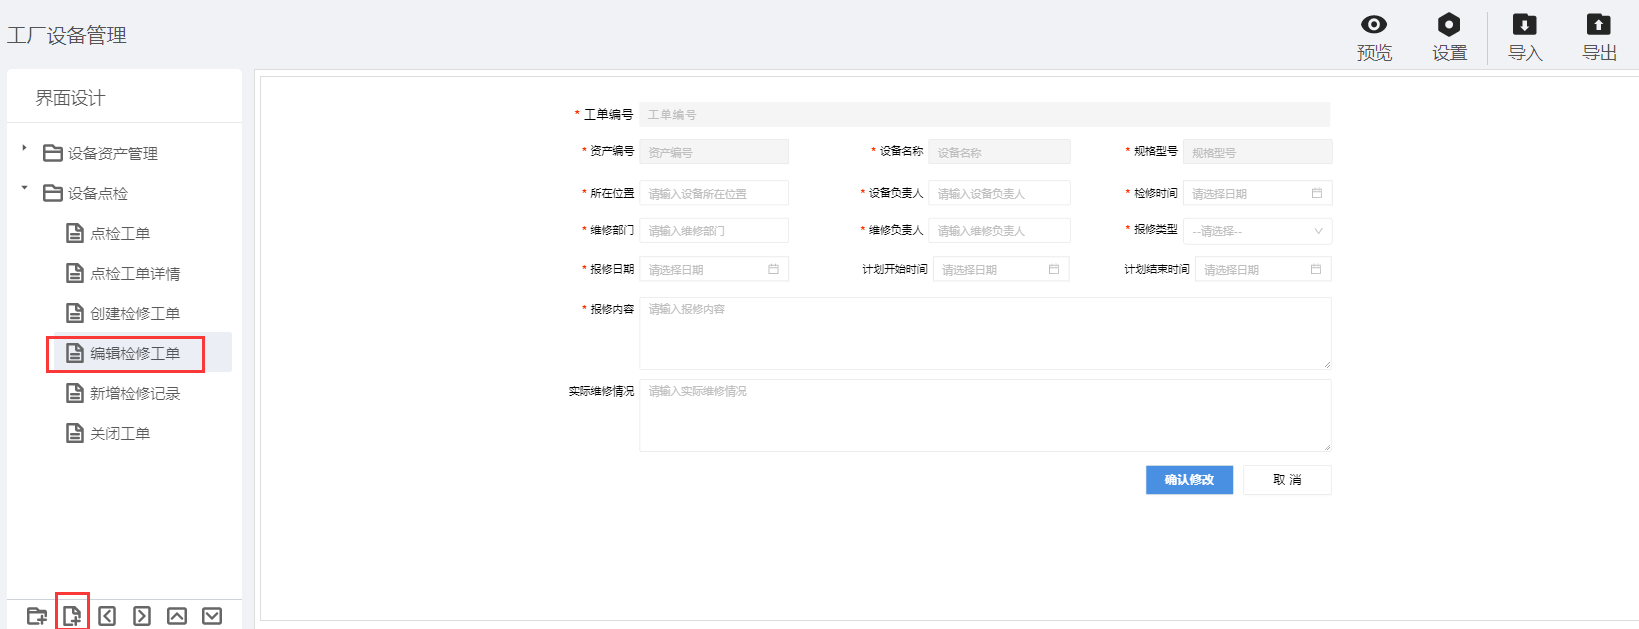 工厂设备管理
预览 设置 导入 导出
界面设计
设备资产管理
设备点检
点检工单
点检工单详情
创建检修工单
编辑检修工单
新增检修记录
关闭工单
* 工单编号 工单编号
* 资产编号 资产编号 * 设备名称 设备名称 * 规格型号 规格型号
* 所在位置 请输入设备所在位置 * 设备负责人 请输入设备负责人 * 检修时间 请选择日期
* 维修部门 请输入维修部门 * 维修负责人 请输入维修负责人 * 报修类型 --请选择--
* 报修日期 请选择日期 计划开始时间 请选择日期 计划结束时间 请选择日期
* 报修内容 请输入报修内容
实际维修情况 请输入实际维修情况
确认修改 取 消